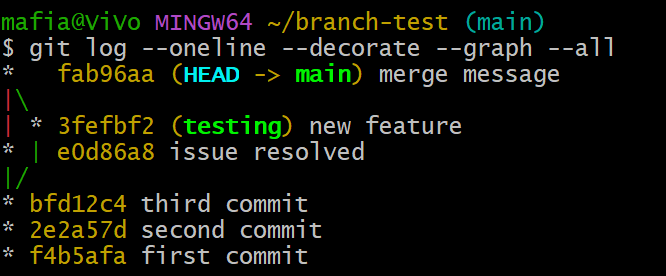 mafia@ViVo MINGW64 ~/branch-test (main)
$ git log --oneline --decorate --graph --all
*   fab96aa (HEAD -> main) merge message
|\
| * 3fefbf2 (testing) new feature
* | e0d86a8 issue resolved
|/
* bfd12c4 third commit
* 2e2a57d second commit
* f4b5afa first commit